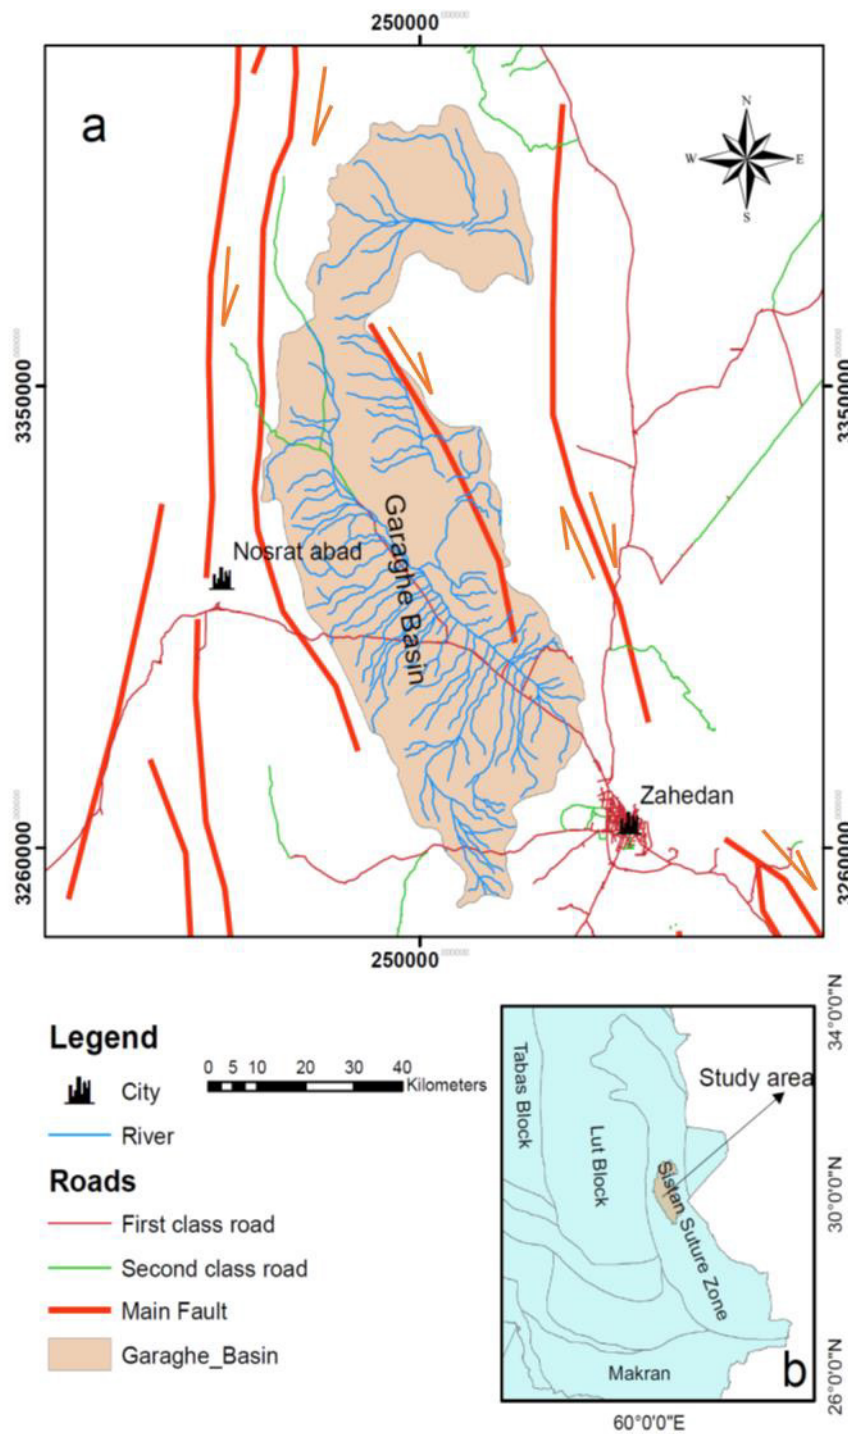 250000
a
N
W E
S
3350000
3350000
Nosrat abad
Garaghe Basin
Zahedan
3260000
3260000
250000
Legend
City
River
Roads
First class road
Second class road
Main Fault
Garaghe_Basin
0 5 10 20 30 40
Kilometers
34°0'0"N
30°0'0"N
26°0'0"N
Tabas Block
Lut Block
Study area
Sistan Suture Zone
Makran
b
60°0'0"E